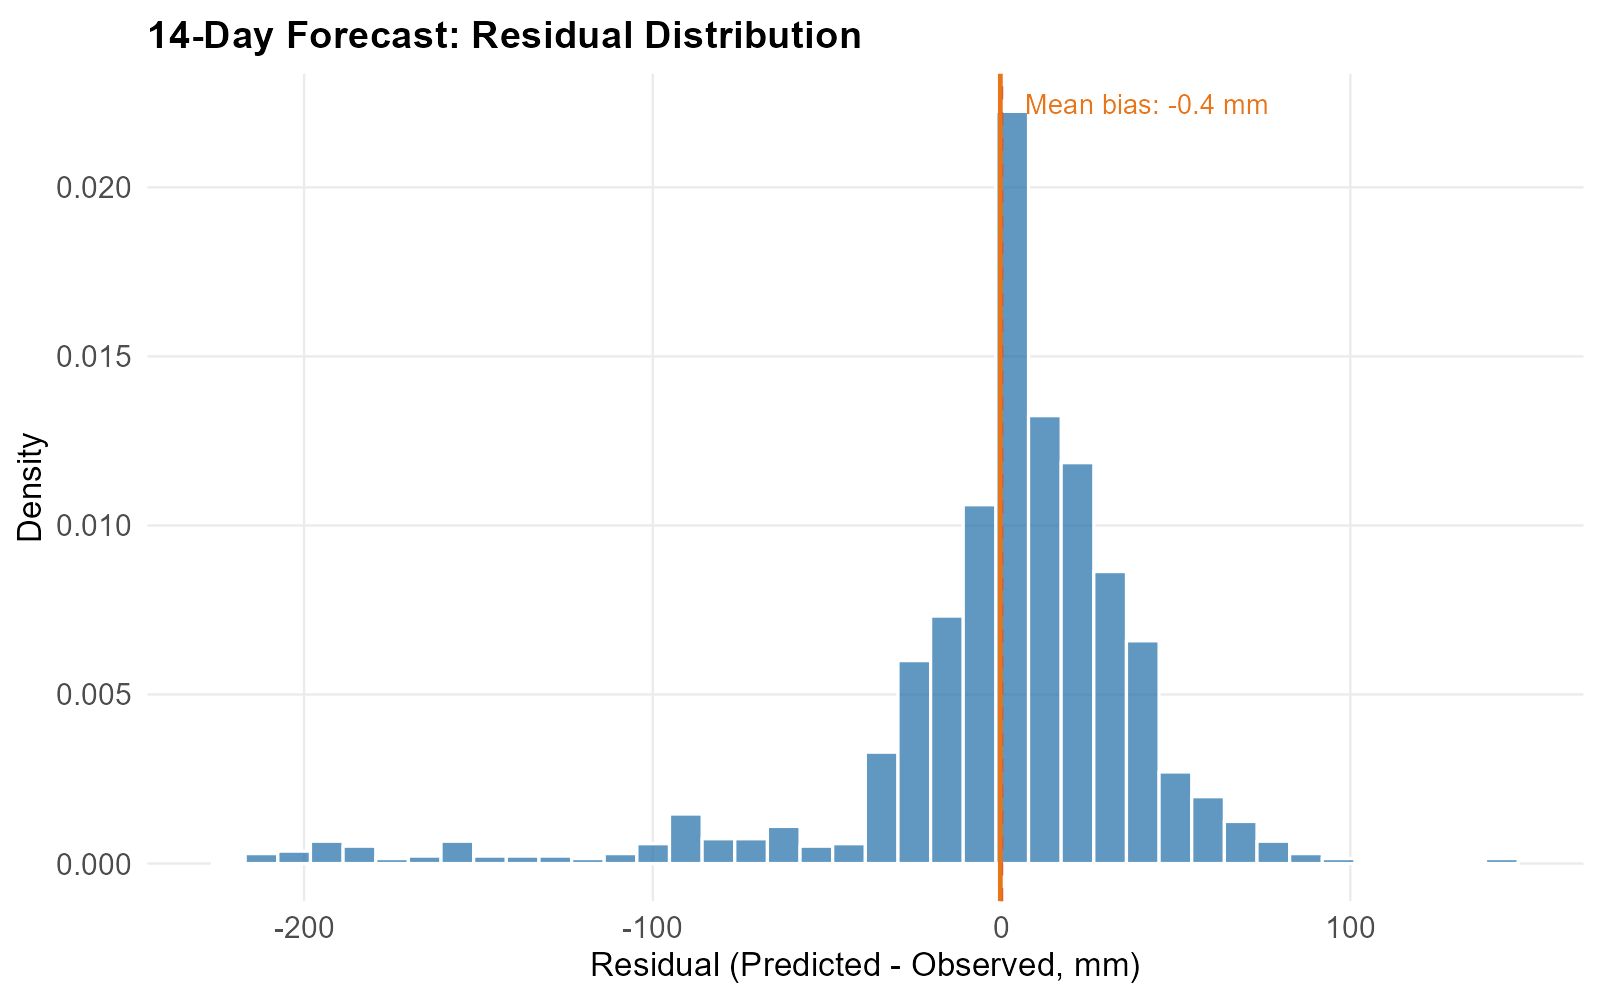 14-Day Forecast: Residual Distribution
Mean bias: -0.4 mm
0.020
0.015
0.010
0.005
0.000
Density
-200
-100
0
100
Residual (Predicted - Observed, mm)